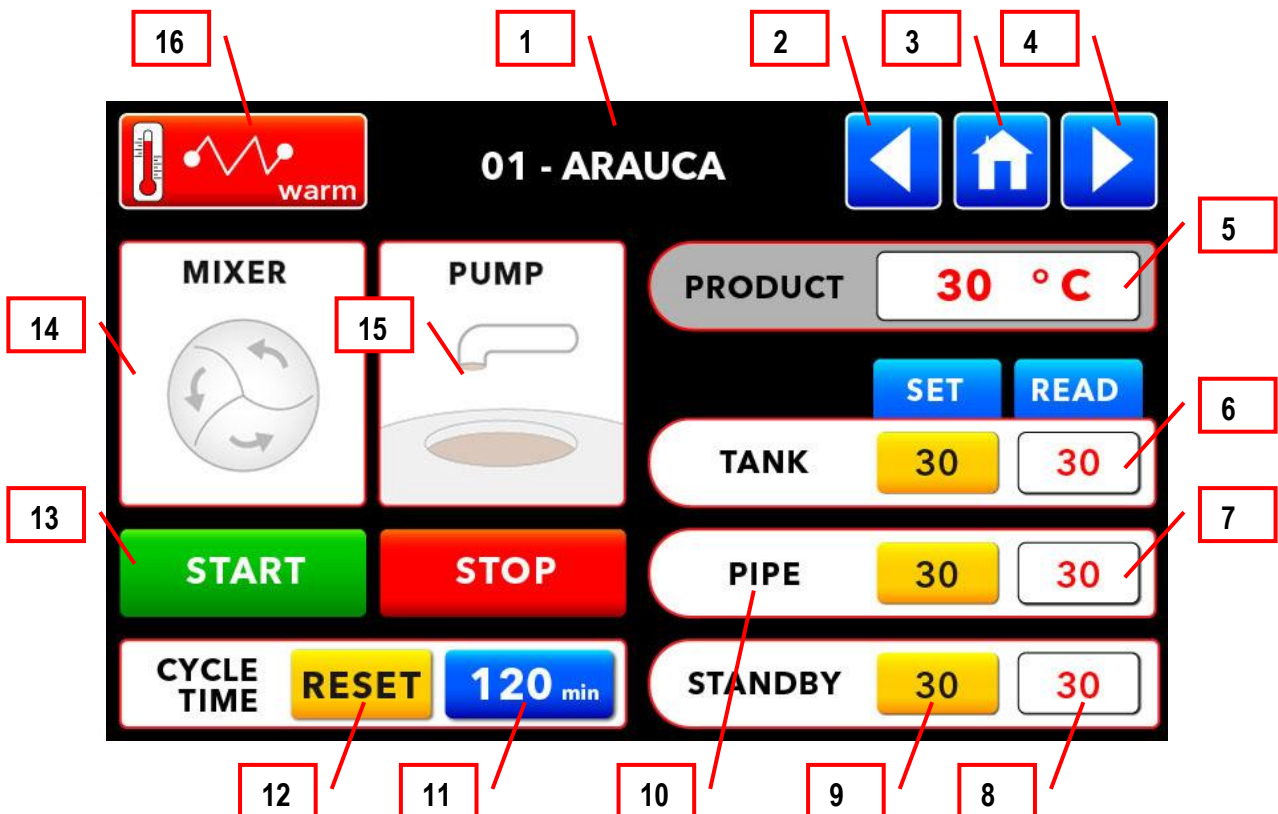 16 1 2 3 4
warm
01 - ARAUCA
MIXER
PUMP
PRODUCT 30 °C
5
14
15
SET READ
6
TANK 30 30
13
7
START
STOP
PIPE 30 30
CYCLE
TIME
RESET
120 min
STANDBY 30 30
12 11 10 9 8